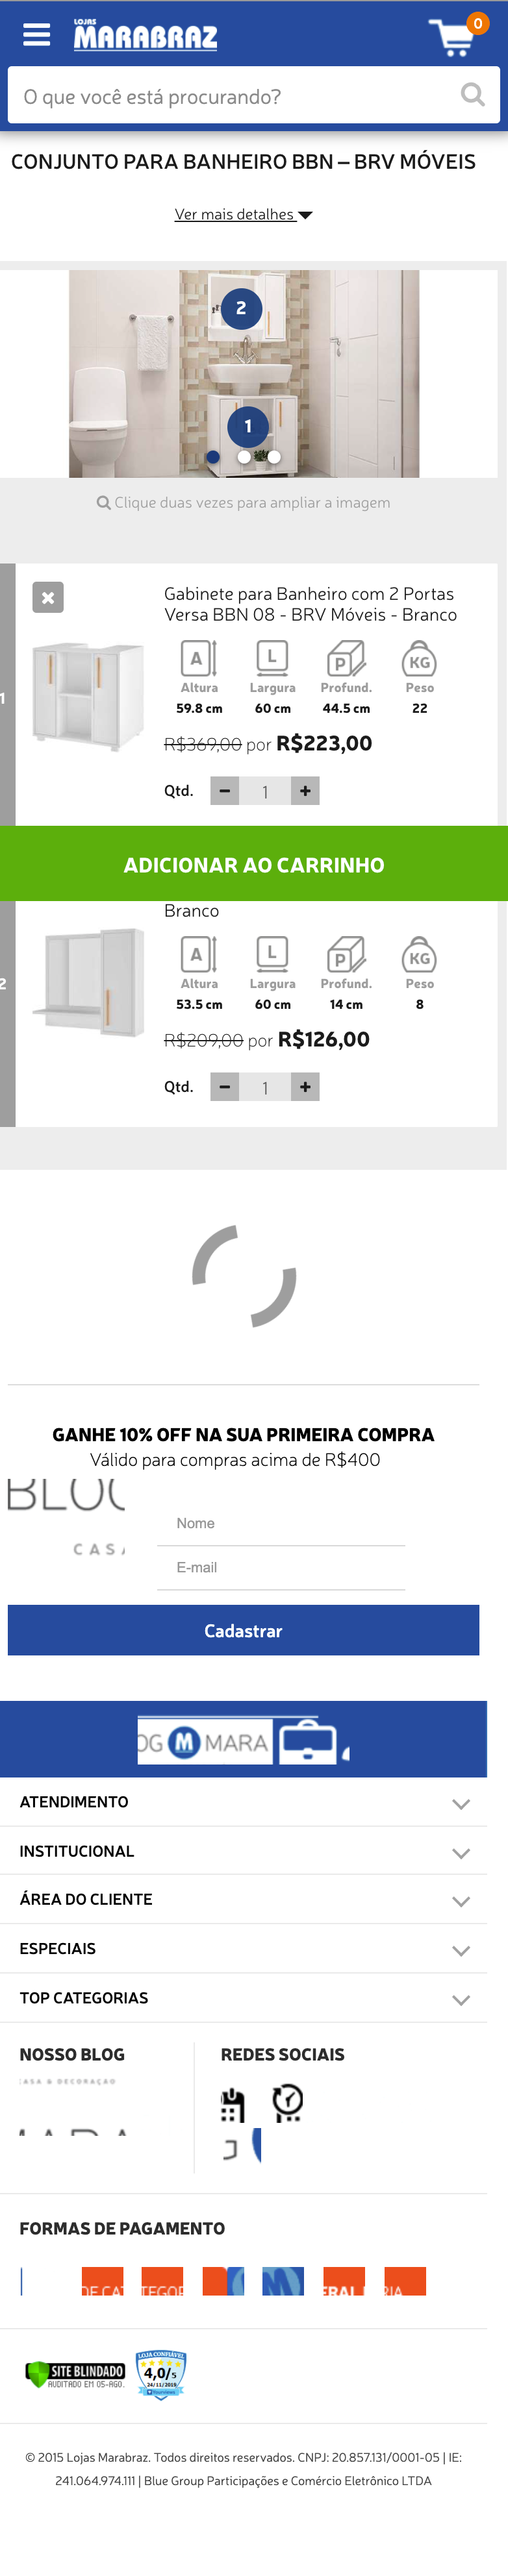 LOJAS
MARABRAZ
0
O que você está procurando?
CONJUNTO PARA BANHEIRO BBN – BRV MÓVEIS
Ver mais detalhes
2
1
Clique duas vezes para ampliar a imagem
Gabinete para Banheiro com 2 Portas
Versa BBN 08 - BRV Móveis - Branco
1
A L P KG
Altura Largura Profund. Peso
59.8 cm 60 cm 44.5 cm 22
R$369,00 por R$223,00
Qtd. 1
ADICIONAR AO CARRINHO
Branco
2
A L P KG
Altura Largura Profund. Peso
53.5 cm 60 cm 14 cm 8
R$209,00 por R$126,00
Qtd. 1
GANHE 10% OFF NA SUA PRIMEIRA COMPRA
Válido para compras acima de R$400
CASA
Nome
E-mail
Cadastrar
OG M MARA
ATENDIMENTO
INSTITUCIONAL
ÁREA DO CLIENTE
ESPECIAIS
TOP CATEGORIAS
NOSSO BLOG
REDES SOCIAIS
CASA & DECORAÇÃO
FORMAS DE PAGAMENTO
SITE BLINDADO
AUDITADO EM 05-AGO.
LOJA CONFIÁVEL
4,0/5
24/11/2019
© 2015 Lojas Marabraz. Todos direitos reservados. CNPJ: 20.857.131/0001-05 | IE:
241.064.974.111 | Blue Group Participações e Comércio Eletrônico LTDA